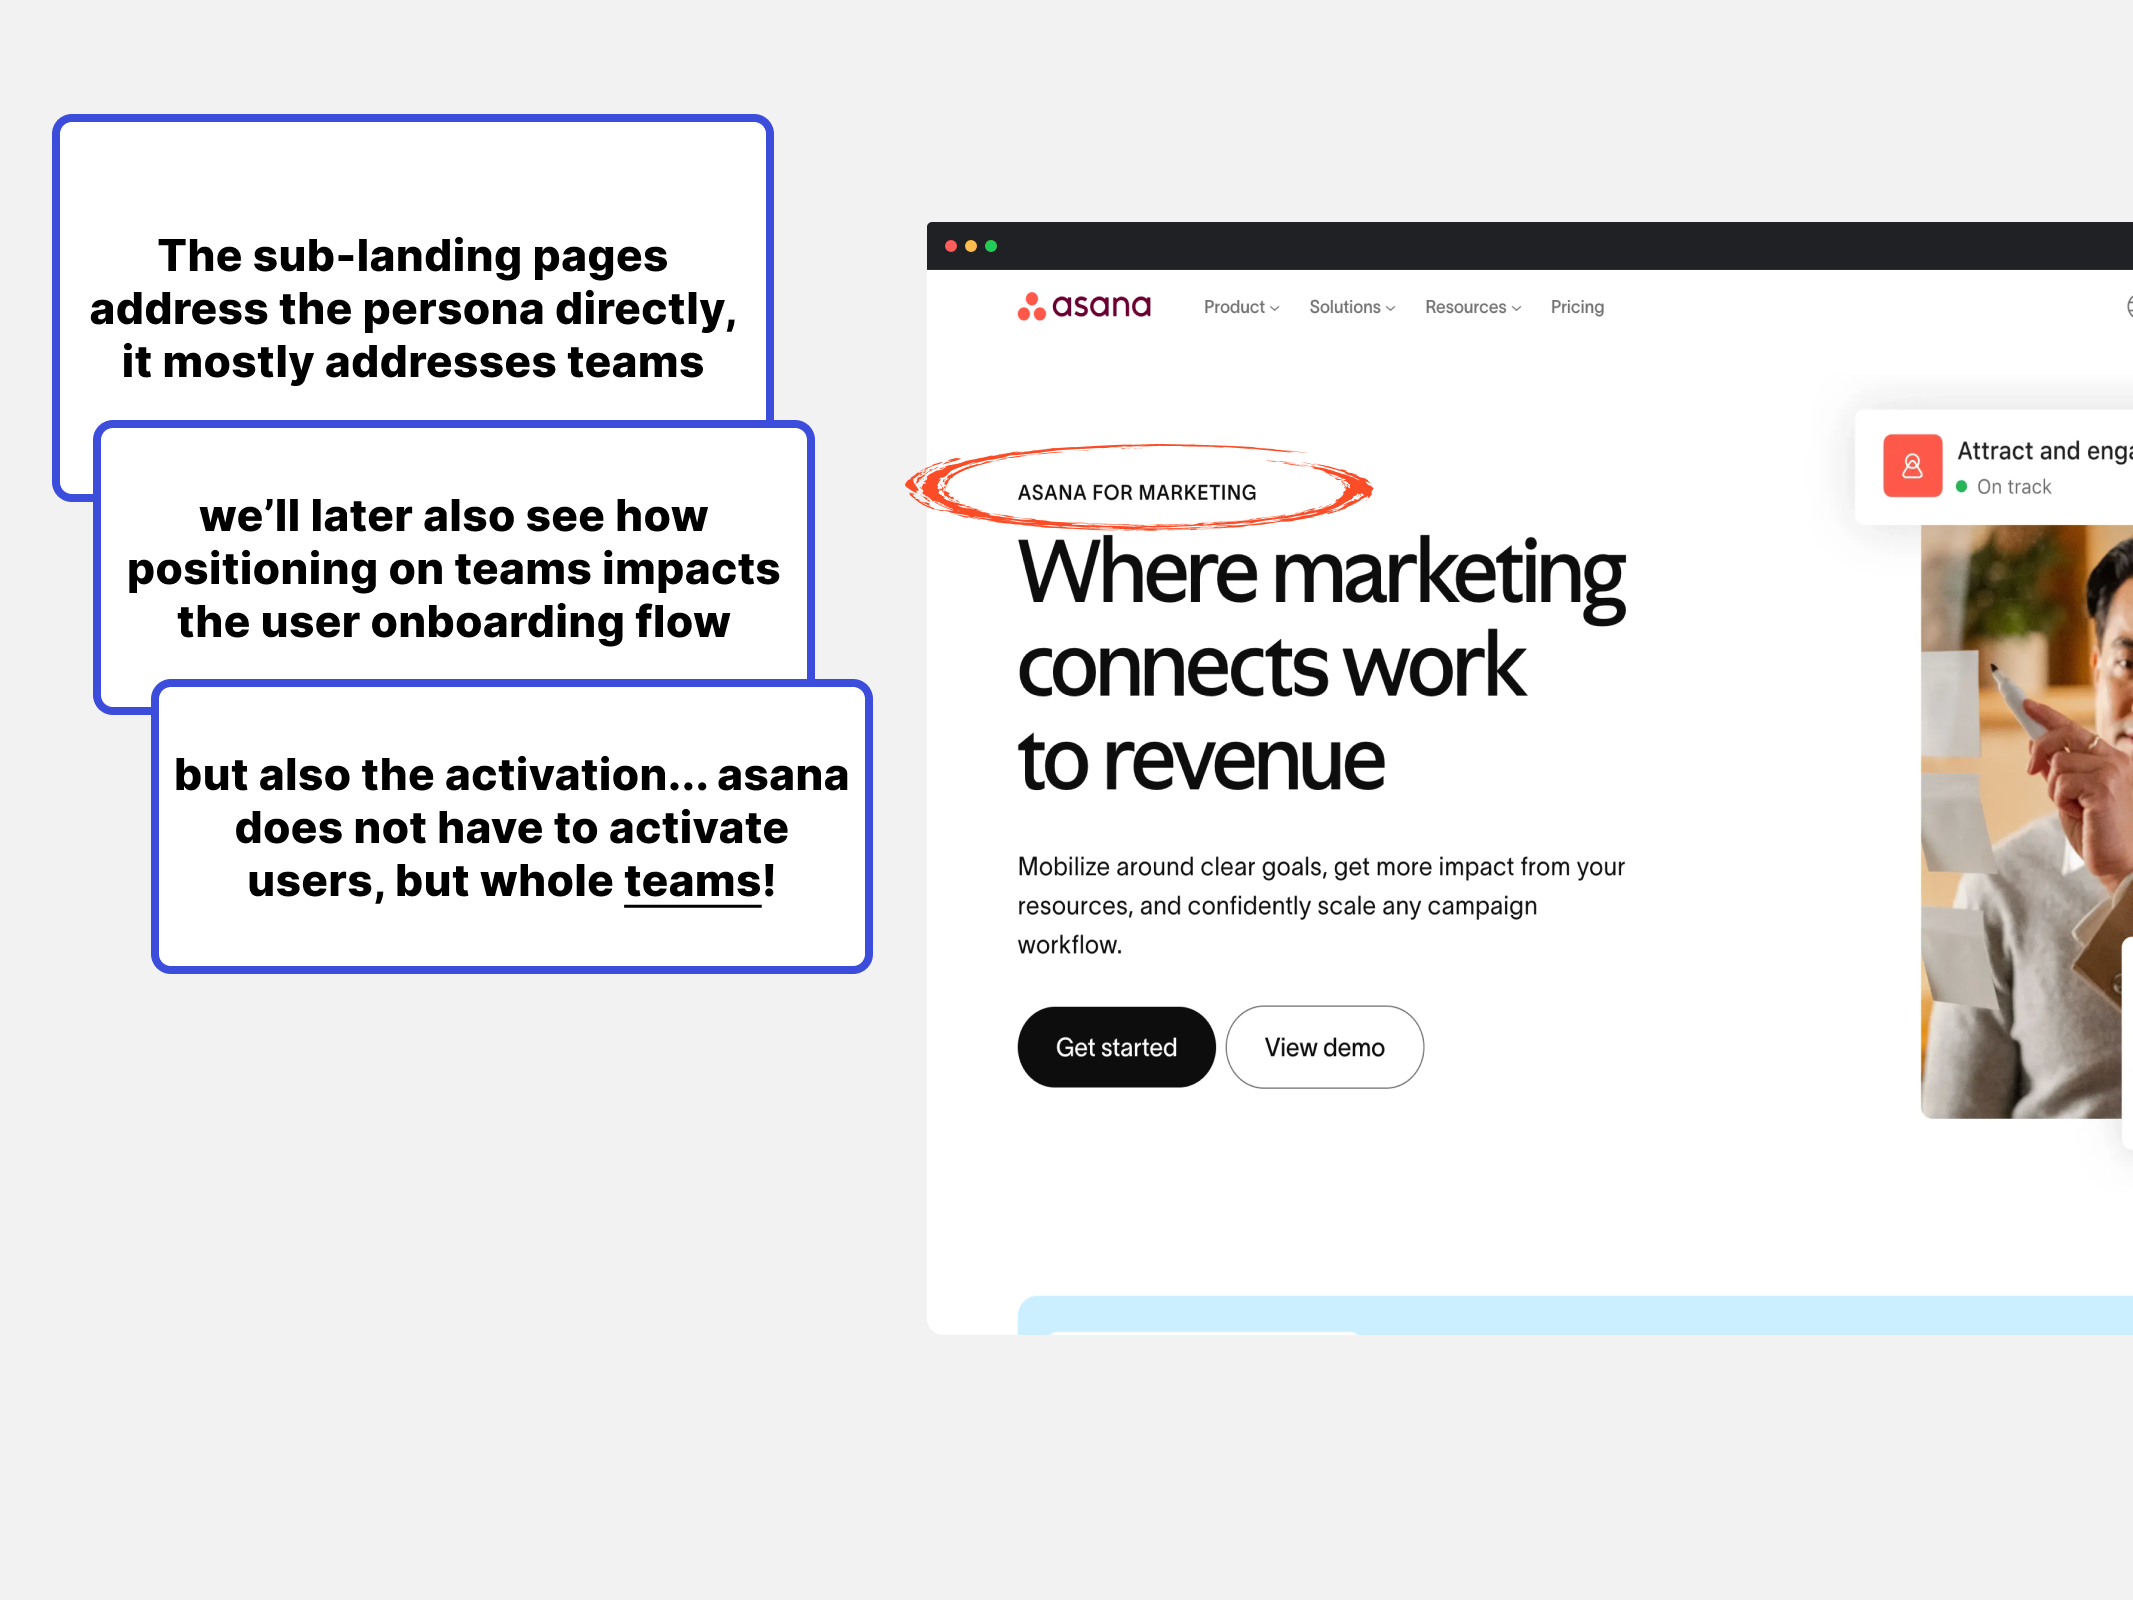 The sub-landing pages
address the persona directly,
it mostly addresses teams
we’ll later also see how
positioning on teams impacts
the user onboarding flow
but also the activation... asana
does not have to activate
users, but whole teams!
asana
Product
Solutions
Resources
Pricing
ASANA FOR MARKETING
Where marketing
connects work
to revenue
Mobilize around clear goals, get more impact from your
resources, and confidently scale any campaign
workflow.
Get started
View demo
Attract and enga
On track